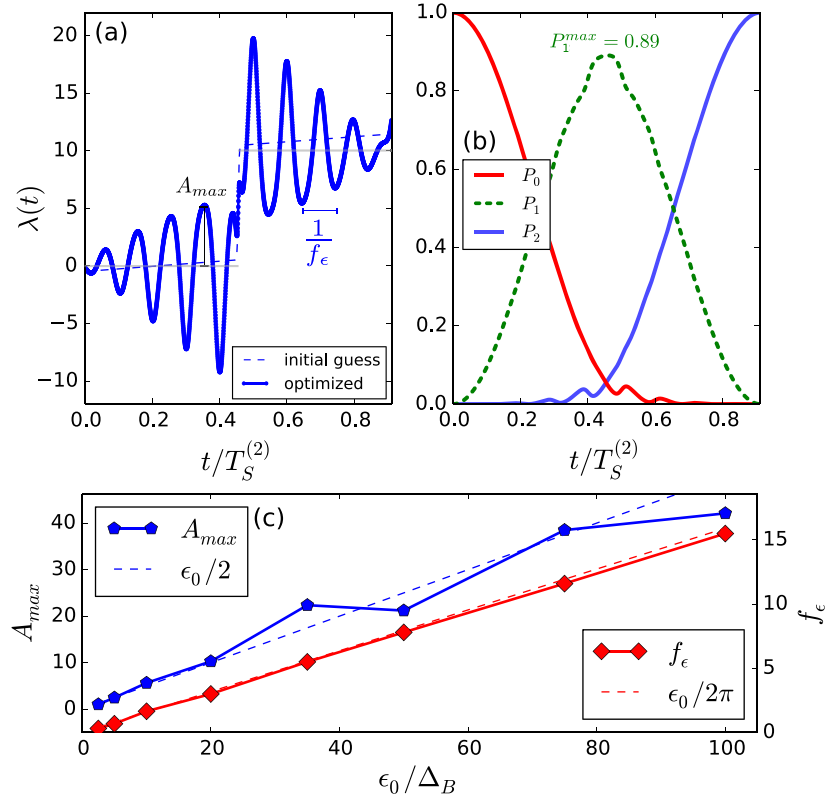 (a)
20
15
10
5
0
−5
−10
λ(t)
A_max
1/f_ϵ
initial guess
optimized
0.0 0.2 0.4 0.6 0.8
t/T_S^(2)
1.0
0.8
0.6
0.4
0.2
0.0
P_1^max = 0.89
(b)
P_0
P_1
P_2
0.0 0.2 0.4 0.6 0.8
t/T_S^(2)
(c)
40
30
20
10
0
A_max
A_max
ϵ_0/2
15
10
5
0
f_ϵ
f_ϵ
ϵ_0/2π
0 20 40 60 80 100
ϵ_0/Δ_B